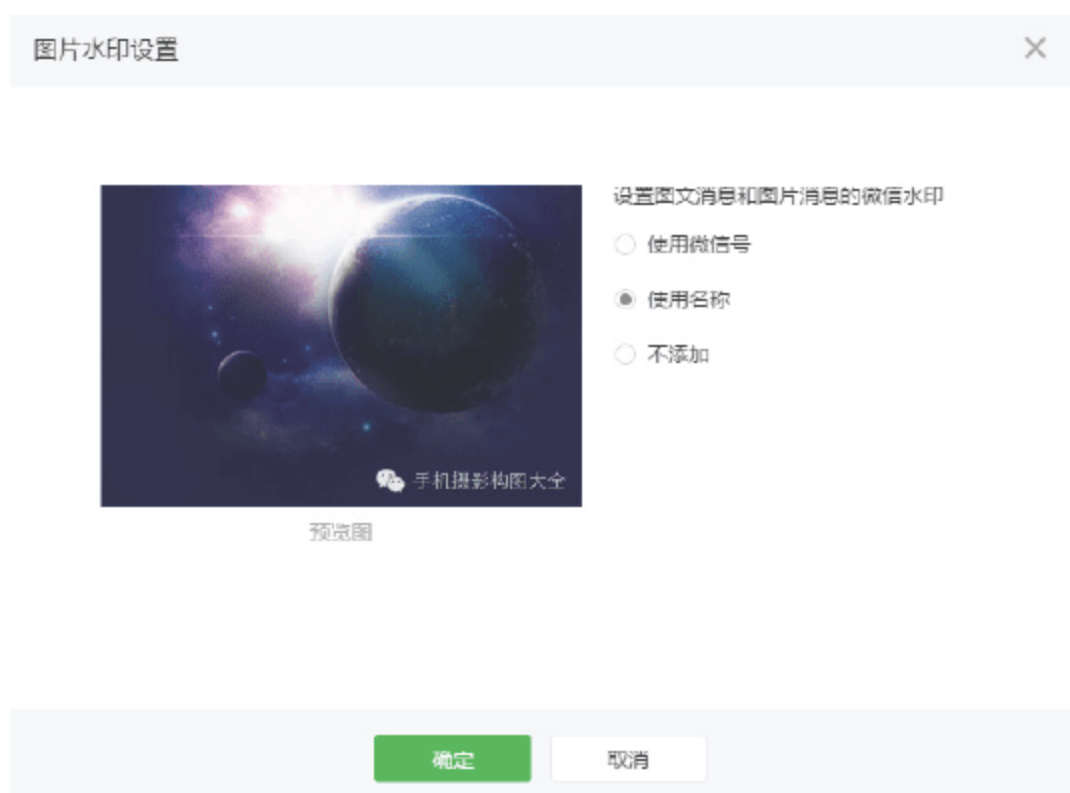 图片水印设置
设置图文消息和图片消息的微信水印
使用微信号
使用名称
不添加
手机摄影构图大全
预览图
确定
取消